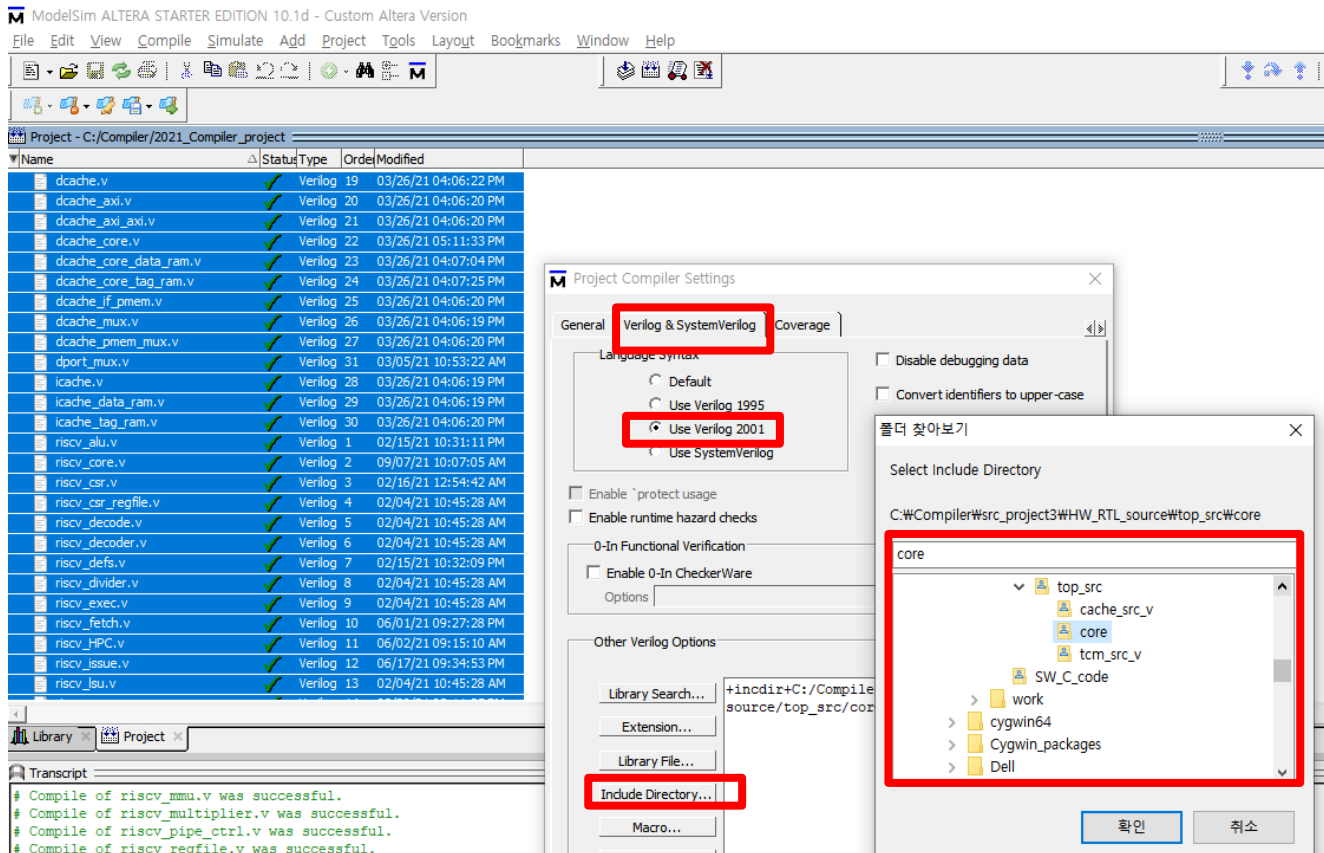 ModelSim ALTERA STARTER EDITION 10.1d - Custom Altera Version
File Edit View Compile Simulate Add Project Tools Layout Bookmarks Window Help
Project - C:/Compiler/2021_Compiler_project
Name Status Type Order Modified
dcache.v Verilog 19 03/26/21 04:06:22 PM
dcache_axi.v Verilog 20 03/26/21 04:06:20 PM
dcache_axi_axi.v Verilog 21 03/26/21 04:06:20 PM
dcache_core.v Verilog 22 03/26/21 05:11:33 PM
dcache_core_data_ram.v Verilog 23 03/26/21 04:07:04 PM
dcache_core_tag_ram.v Verilog 24 03/26/21 04:07:25 PM
dcache_if_pmem.v Verilog 25 03/26/21 04:06:20 PM
dcache_mux.v Verilog 26 03/26/21 04:06:19 PM
dcache_pmem_mux.v Verilog 27 03/26/21 04:06:20 PM
dport_mux.v Verilog 31 03/05/21 10:53:22 AM
icache.v Verilog 28 03/26/21 04:06:19 PM
icache_data_ram.v Verilog 29 03/26/21 04:06:19 PM
icache_tag_ram.v Verilog 30 03/26/21 04:06:20 PM
riscv_alu.v Verilog 1 02/15/21 10:31:11 PM
riscv_core.v Verilog 2 09/07/21 10:07:05 AM
riscv_csr.v Verilog 3 02/16/21 12:54:42 AM
riscv_csr_regfile.v Verilog 4 02/04/21 10:45:28 AM
riscv_decode.v Verilog 5 02/04/21 10:45:28 AM
riscv_decoder.v Verilog 6 02/04/21 10:45:28 AM
riscv_defs.v Verilog 7 02/15/21 10:32:09 PM
riscv_divider.v Verilog 8 02/04/21 10:45:28 AM
riscv_exec.v Verilog 9 02/04/21 10:45:28 AM
riscv_fetch.v Verilog 10 06/01/21 09:27:28 PM
riscv_HPC.v Verilog 11 06/02/21 09:15:10 AM
riscv_issue.v Verilog 12 06/17/21 09:34:53 PM
riscv_lsu.v Verilog 13 02/04/21 10:45:28 AM
Library Project
Transcript
# Compile of riscv_mmu.v was successful.
# Compile of riscv_multiplier.v was successful.
# Compile of riscv_pipe_ctrl.v was successful.
# Compile of riscv_regfile.v was successful.
Project Compiler Settings
General Verilog & SystemVerilog Coverage
Language Syntax
Default
Use Verilog 1995
Use Verilog 2001
Use SystemVerilog
Disable debugging data
Convert identifiers to upper-case
Enable `protect usage
Enable runtime hazard checks
0-In Functional Verification
Enable 0-In CheckerWare
Options
Other Verilog Options
Library Search...
Extension...
Library File...
Include Directory...
Macro...
+incdir+C:/Compile
source/top_src/cor
폴더 찾아보기
Select Include Directory
C:₩Compiler₩src_project3₩HW_RTL_source₩top_src₩core
core
top_src
cache_src_v
core
tcm_src_v
SW_C_code
work
cygwin64
Cygwin_packages
Dell
확인 취소